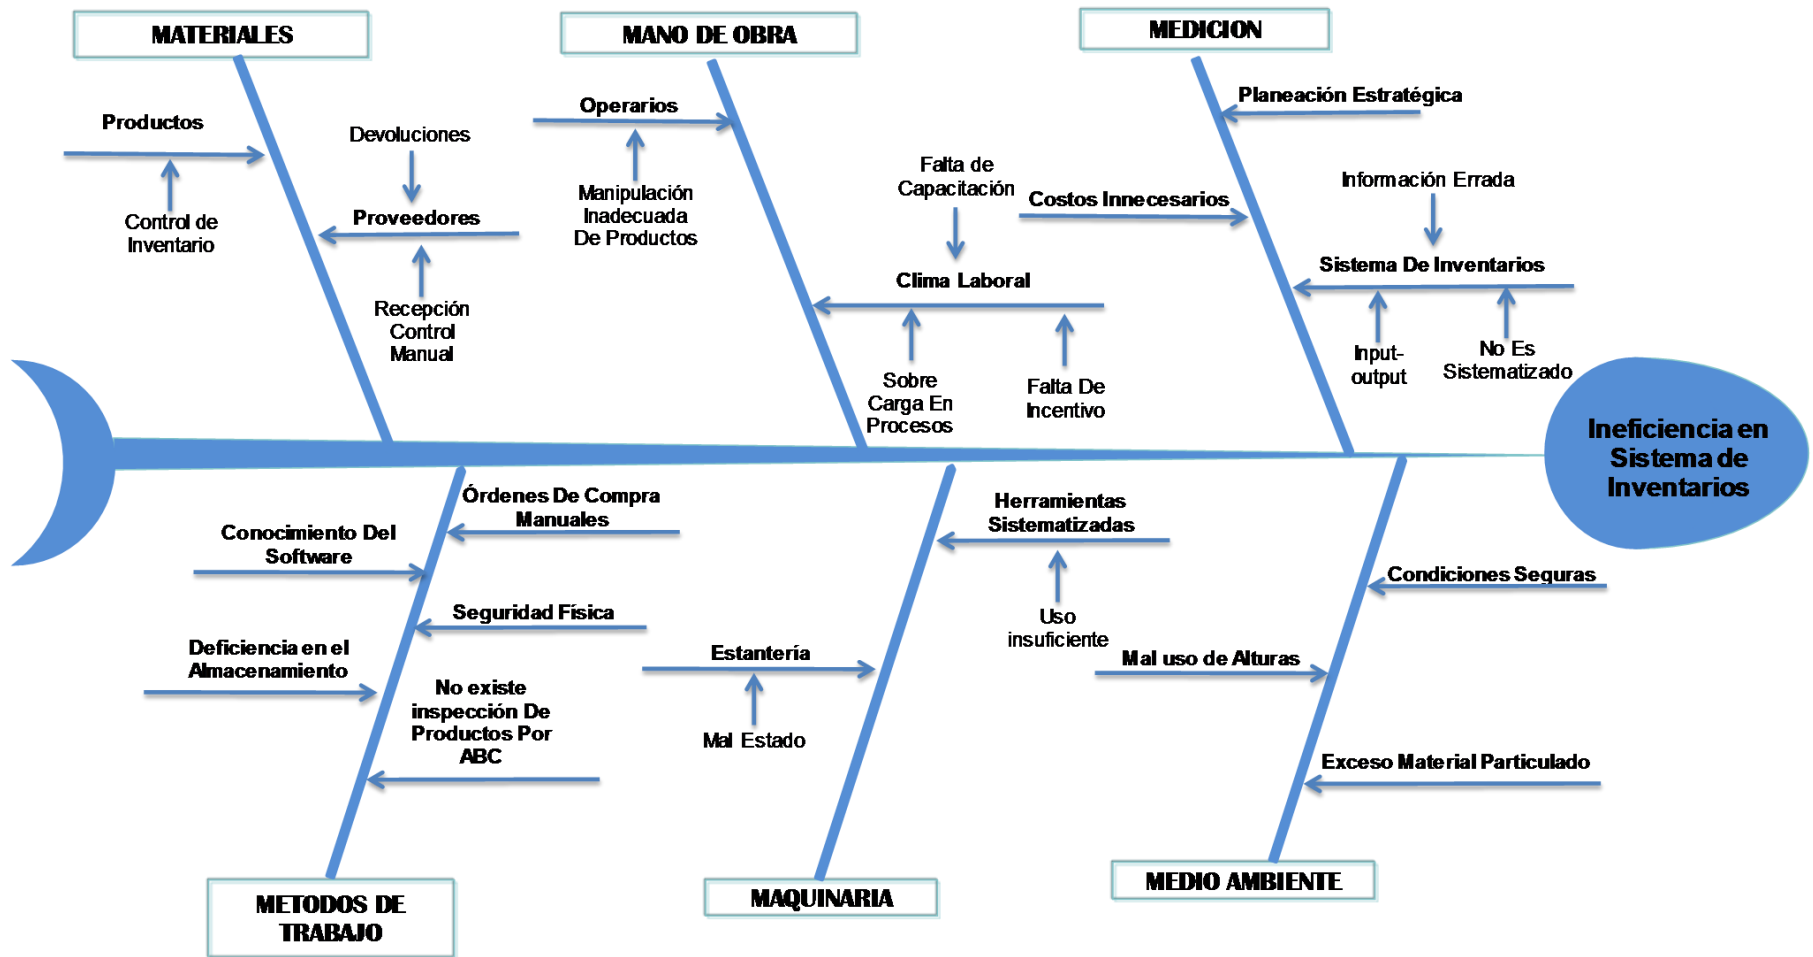 MATERIALES
Productos
Control de
Inventario
Devoluciones
Proveedores
Recepción
Control
Manual
MANO DE OBRA
Operarios
Manipulación
Inadecuada
De Productos
Falta de
Capacitación
Clima Laboral
Sobre
Carga En
Procesos
Falta De
Incentivo
MEDICION
Planeación Estratégica
Costos Innecesarios
Información Errada
Sistema De Inventarios
Input-
output
No Es
Sistematizado
Ineficiencia en
Sistema de
Inventarios
Órdenes De Compra
Manuales
Conocimiento Del
Software
Seguridad Física
Deficiencia en el
Almacenamiento
No existe
inspección De
Productos Por
ABC
METODOS DE
TRABAJO
Herramientas
Sistematizadas
Uso
insuficiente
Estantería
Mal Estado
MAQUINARIA
Condiciones Seguras
Mal uso de Alturas
Exceso Material Particulado
MEDIO AMBIENTE